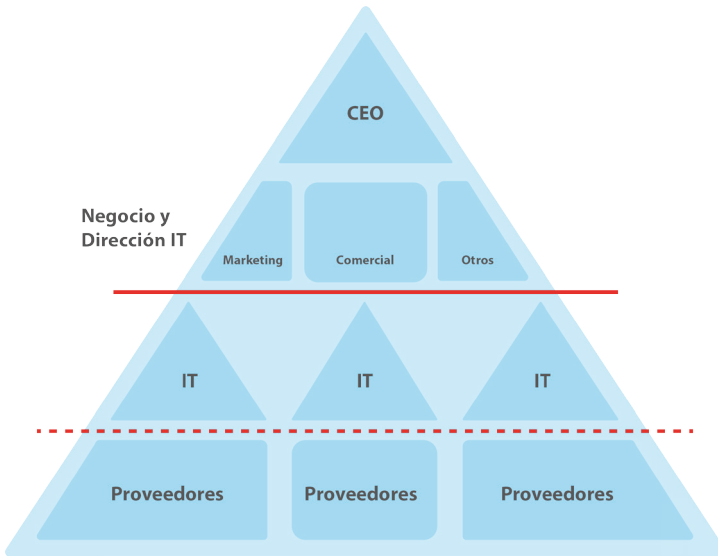 CEO
Negocio y
Dirección IT
Marketing Comercial Otros
IT IT IT
Proveedores Proveedores Proveedores